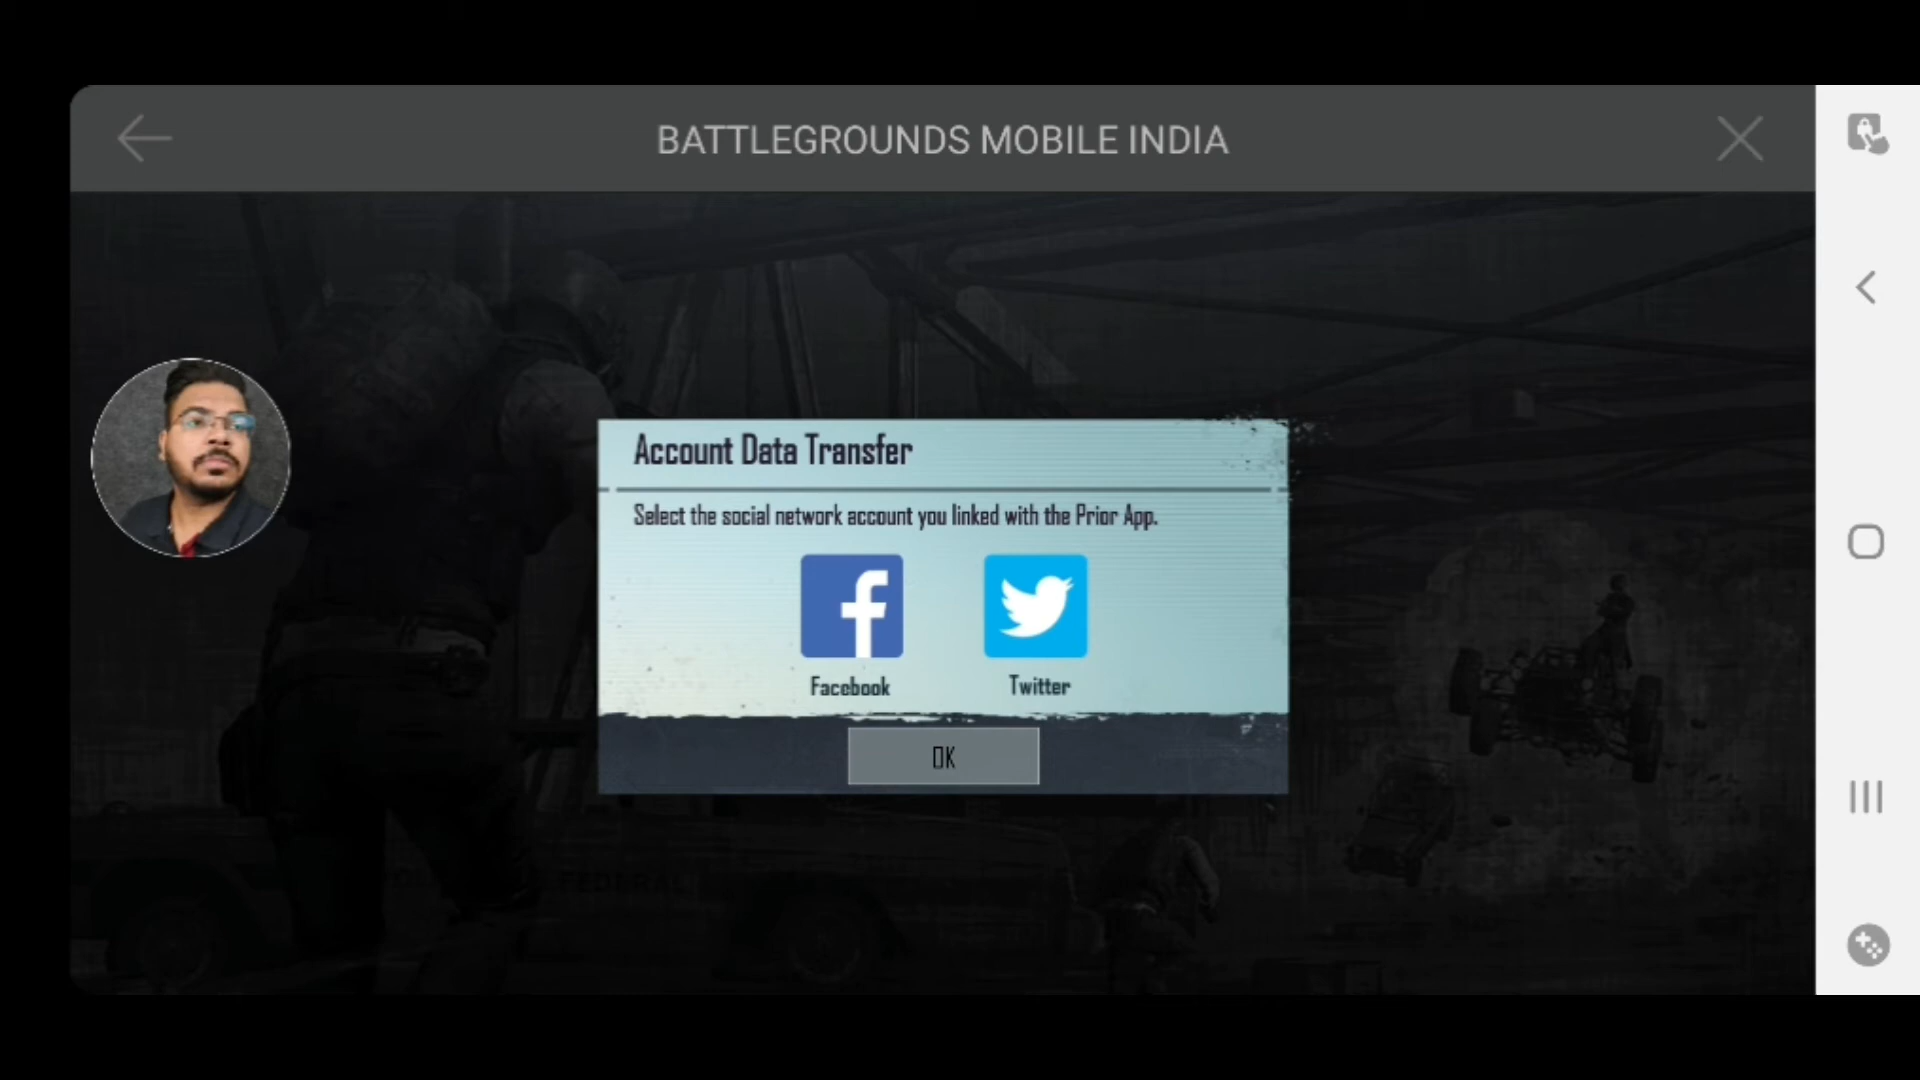 BATTLEGROUNDS MOBILE INDIA
Account Data Transfer
Select the social network account you linked with the Prior App.
Facebook
Twitter
OK